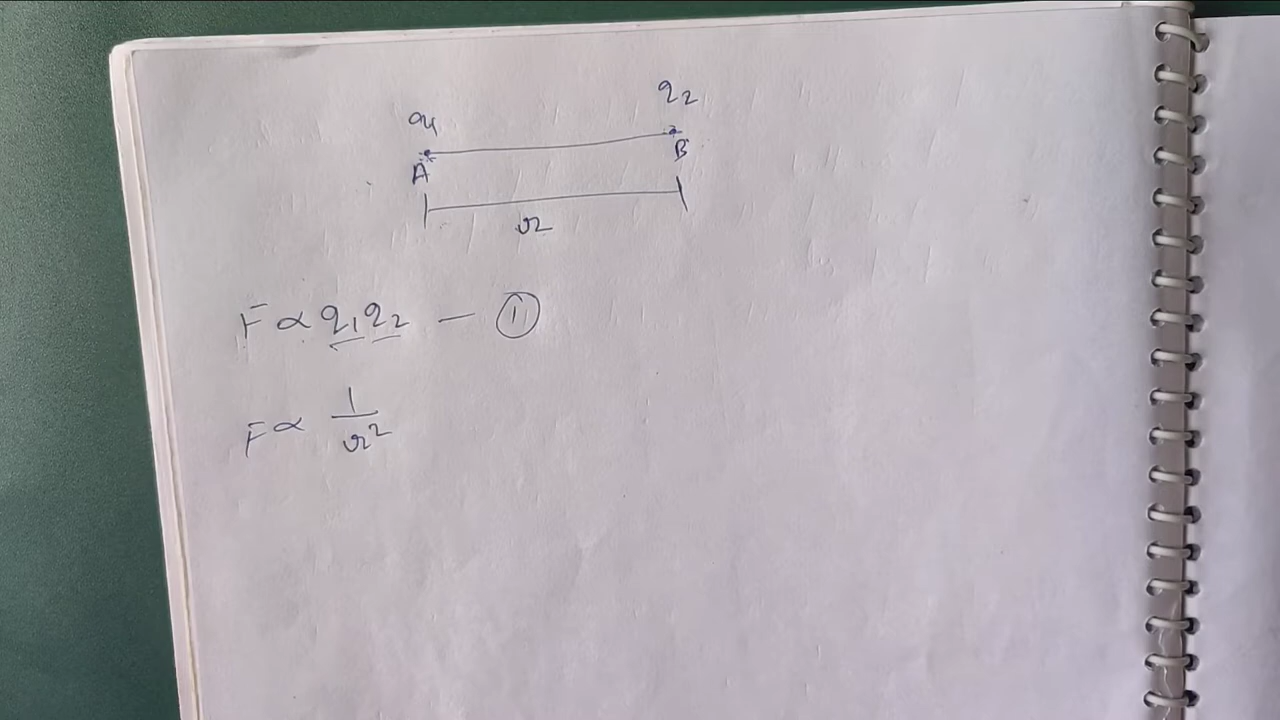 q₁ q₂
A B
r
F ∝ q₁q₂ — ①
F ∝ 1/r²